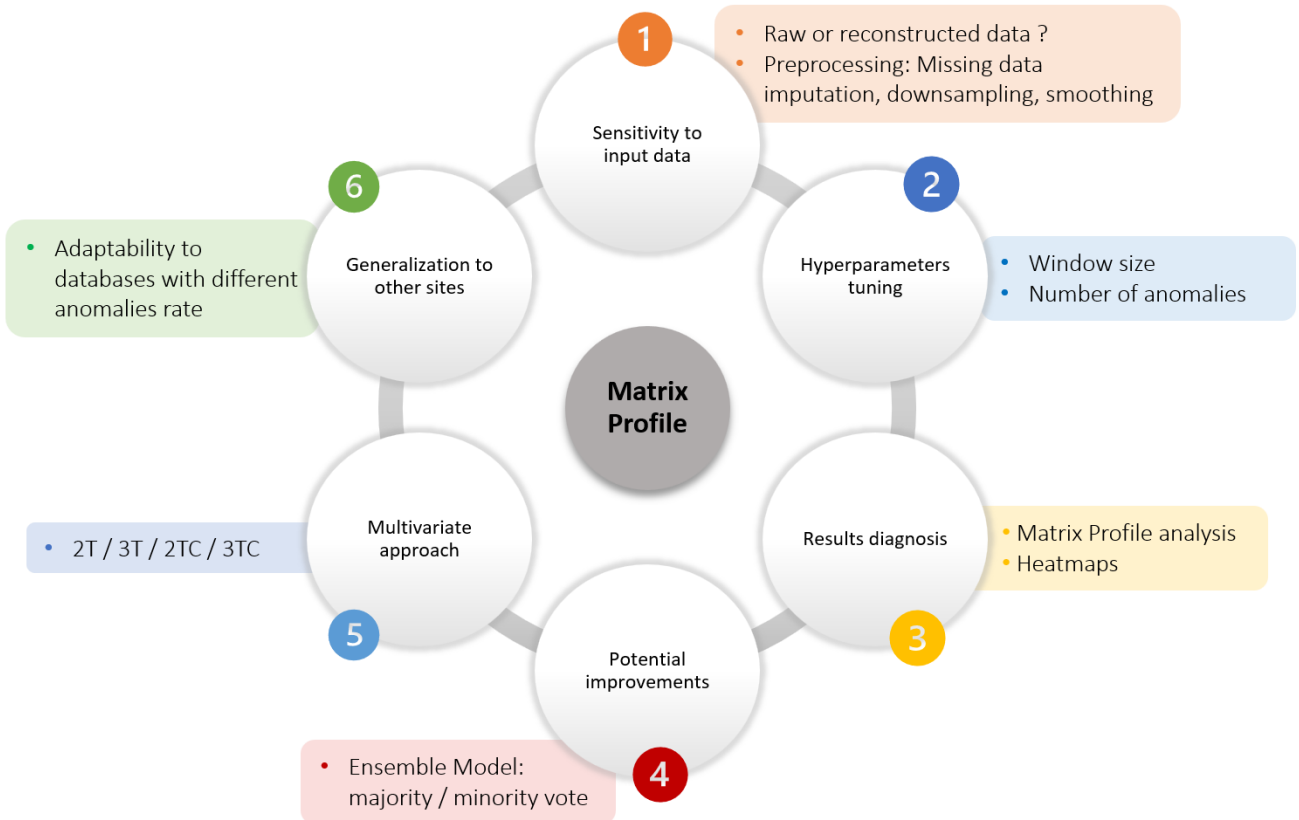 1
• Raw or reconstructed data ?
• Preprocessing: Missing data
imputation, downsampling, smoothing
Sensitivity to
input data
2
Hyperparameters
tuning
• Window size
• Number of anomalies
3
Results diagnosis
• Matrix Profile analysis
• Heatmaps
4
Potential
improvements
• Ensemble Model:
majority / minority vote
5
Multivariate
approach
• 2T / 3T / 2TC / 3TC
6
Generalization to
other sites
• Adaptability to
databases with different
anomalies rate
Matrix
Profile